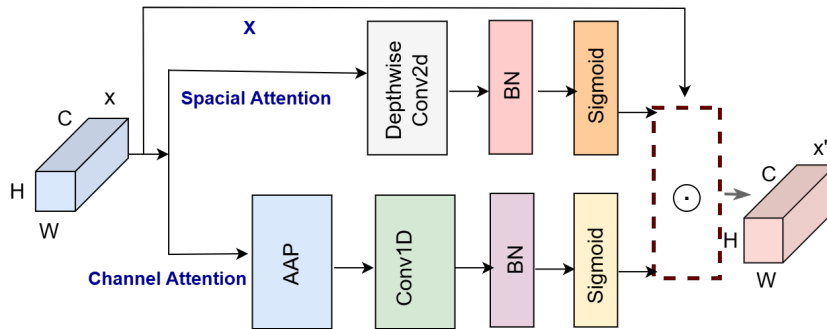 X
x
C
H
W
Spacial Attention
Depthwise
Conv2d
BN
Sigmoid
Channel Attention
AAP
Conv1D
BN
Sigmoid
x'
C
H
W